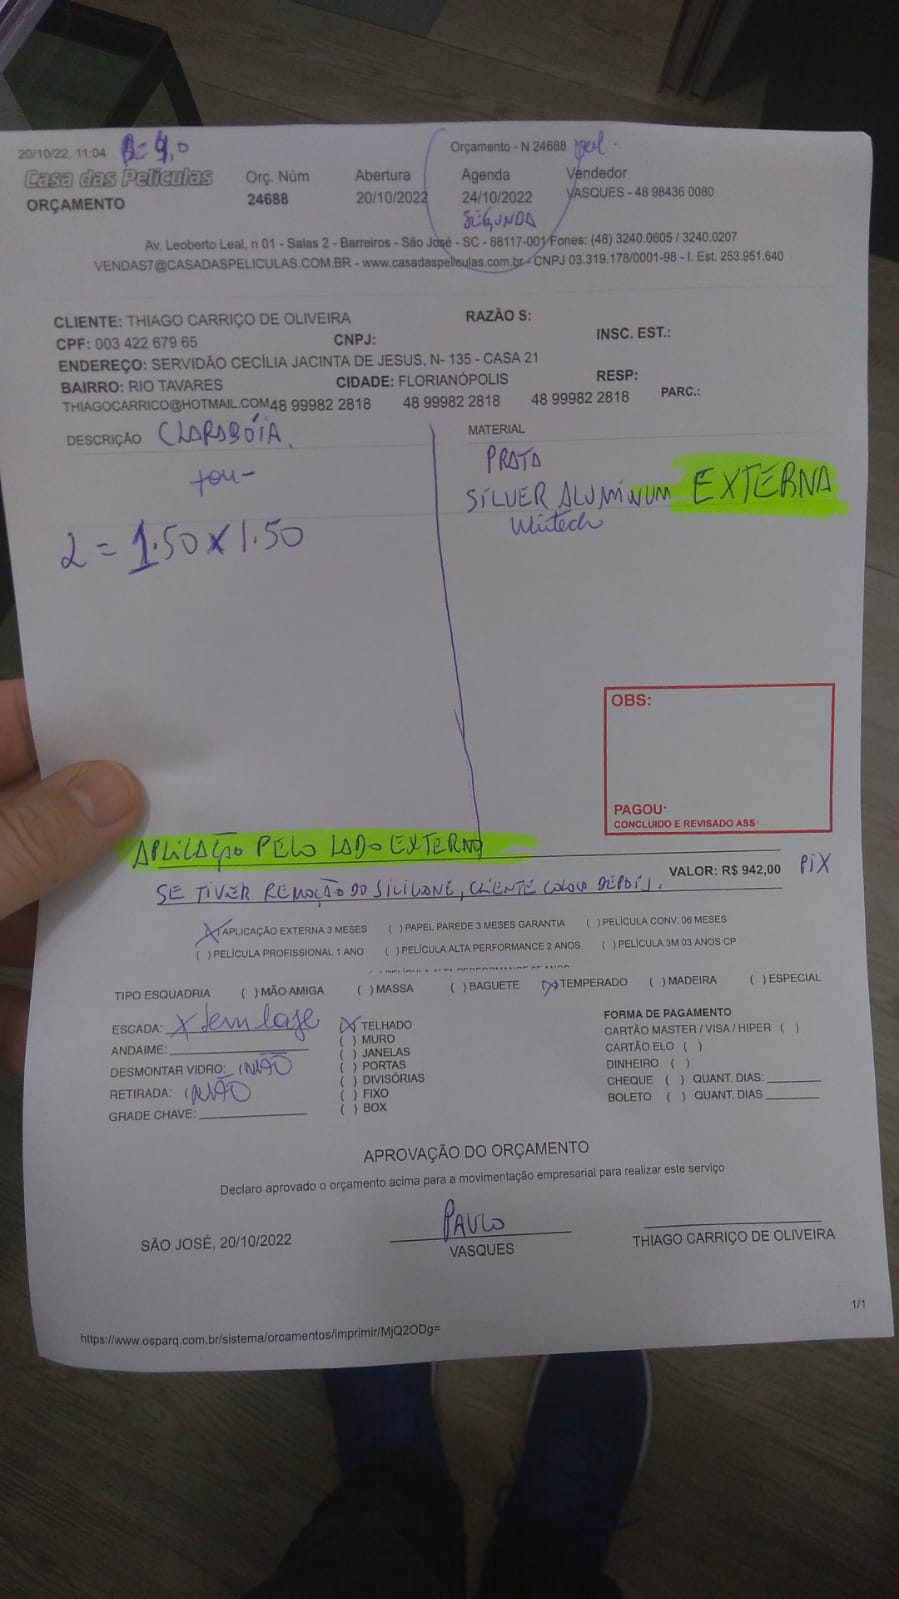 20/10/22, 11:04
Orçamento - N 24688
Casa das Películas
ORÇAMENTO
Orç. Núm
24688
Abertura
20/10/2022
Agenda
24/10/2022
SEGUNDA
Vendedor
VASQUES - 48 98436 0080
Av. Leoberto Leal, n 01 - Salas 2 - Barreiros - São José - SC - 88117-001 Fones: (48) 3240.0605 / 3240.0207
VENDAS7@CASADASPELICULAS.COM.BR - www.casadaspeliculas.com.br - CNPJ 03.319.178/0001-98 - I. Est. 253.951.640
CLIENTE: THIAGO CARRIÇO DE OLIVEIRA RAZÃO S:
CPF: 003 422 679 65 CNPJ: INSC. EST.:
ENDEREÇO: SERVIDÃO CECÍLIA JACINTA DE JESUS, N- 135 - CASA 21
BAIRRO: RIO TAVARES CIDADE: FLORIANÓPOLIS RESP:
THIAGOCARRICO@HOTMAIL.COM 48 99982 2818 48 99982 2818 48 99982 2818 PARC.:
DESCRIÇÃO CLARABÓIA.
2 = 1.50 x 1.50
MATERIAL
PRATA
SILVER ALUMINUM EXTERNA
OBS:
PAGOU:
CONCLUIDO E REVISADO ASS:
APLICAÇÃO PELO LADO EXTERNO
SE TIVER REMOÇÃO DO SILICONE, CLIENTE COLOCA DEPOIS.
VALOR: R$ 942,00 PIX
(X) APLICAÇÃO EXTERNA 3 MESES ( ) PAPEL PAREDE 3 MESES GARANTIA ( ) PELÍCULA CONV. 06 MESES
( ) PELÍCULA PROFISSIONAL 1 ANO ( ) PELÍCULA ALTA PERFORMANCE 2 ANOS ( ) PELÍCULA 3M 03 ANOS CP
TIPO ESQUADRIA ( ) MÃO AMIGA ( ) MASSA ( ) BAGUETE (X) TEMPERADO ( ) MADEIRA ( ) ESPECIAL
ESCADA: X tem laje
ANDAIME:
DESMONTAR VIDRO: NÃO
RETIRADA: NÃO
GRADE CHAVE:
(X) TELHADO
( ) MURO
( ) JANELAS
( ) PORTAS
( ) DIVISÓRIAS
( ) FIXO
( ) BOX
FORMA DE PAGAMENTO
CARTÃO MASTER / VISA / HIPER ( )
CARTÃO ELO ( )
DINHEIRO ( )
CHEQUE ( ) QUANT. DIAS:
BOLETO ( ) QUANT. DIAS
APROVAÇÃO DO ORÇAMENTO
Declaro aprovado o orçamento acima para a movimentação empresarial para realizar este serviço
SÃO JOSÉ, 20/10/2022
PAULO
VASQUES
THIAGO CARRIÇO DE OLIVEIRA
1/1
https://www.osparq.com.br/sistema/orcamentos/imprimir/MjQ2ODg=